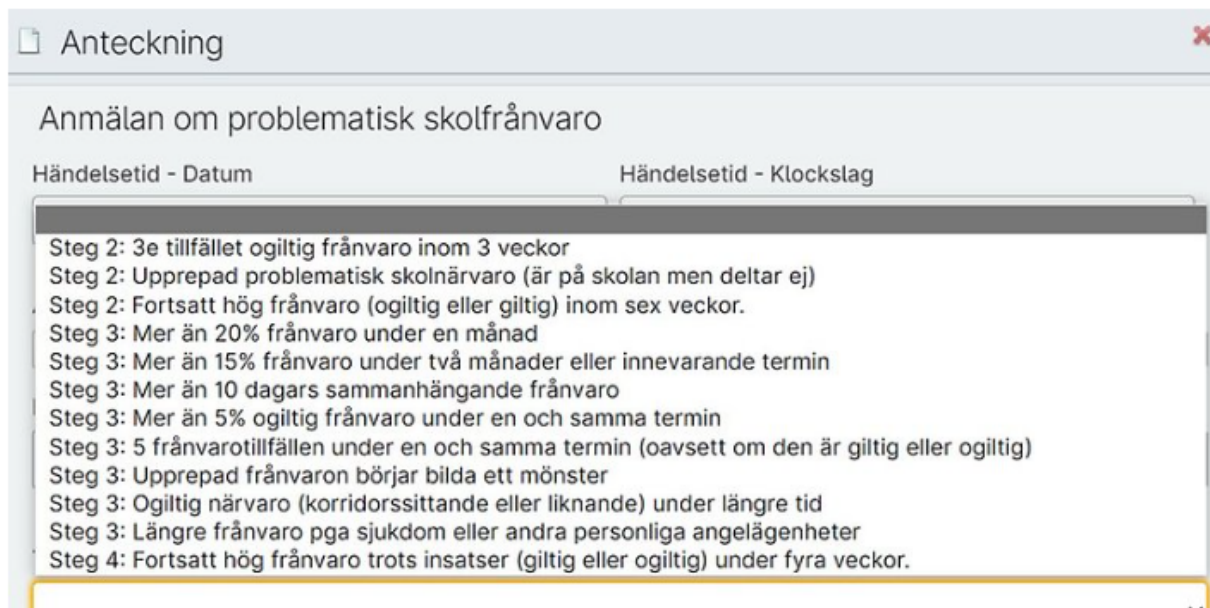 Anteckning
Anmälan om problematisk skolfrånvaro
Händelsetid - Datum
Händelsetid - Klockslag
Steg 2: 3e tillfället ogiltig frånvaro inom 3 veckor
Steg 2: Upprepad problematisk skolnärvaro (är på skolan men deltar ej)
Steg 2: Fortsatt hög frånvaro (ogiltig eller giltig) inom sex veckor.
Steg 3: Mer än 20% frånvaro under en månad
Steg 3: Mer än 15% frånvaro under två månader eller innevarande termin
Steg 3: Mer än 10 dagars sammanhängande frånvaro
Steg 3: Mer än 5% ogiltig frånvaro under en och samma termin
Steg 3: 5 frånvarotillfällen under en och samma termin (oavsett om den är giltig eller ogiltig)
Steg 3: Upprepad frånvaron börjar bilda ett mönster
Steg 3: Ogiltig närvaro (korridorssittande eller liknande) under längre tid
Steg 3: Längre frånvaro pga sjukdom eller andra personliga angelägenheter
Steg 4: Fortsatt hög frånvaro trots insatser (giltig eller ogiltig) under fyra veckor.